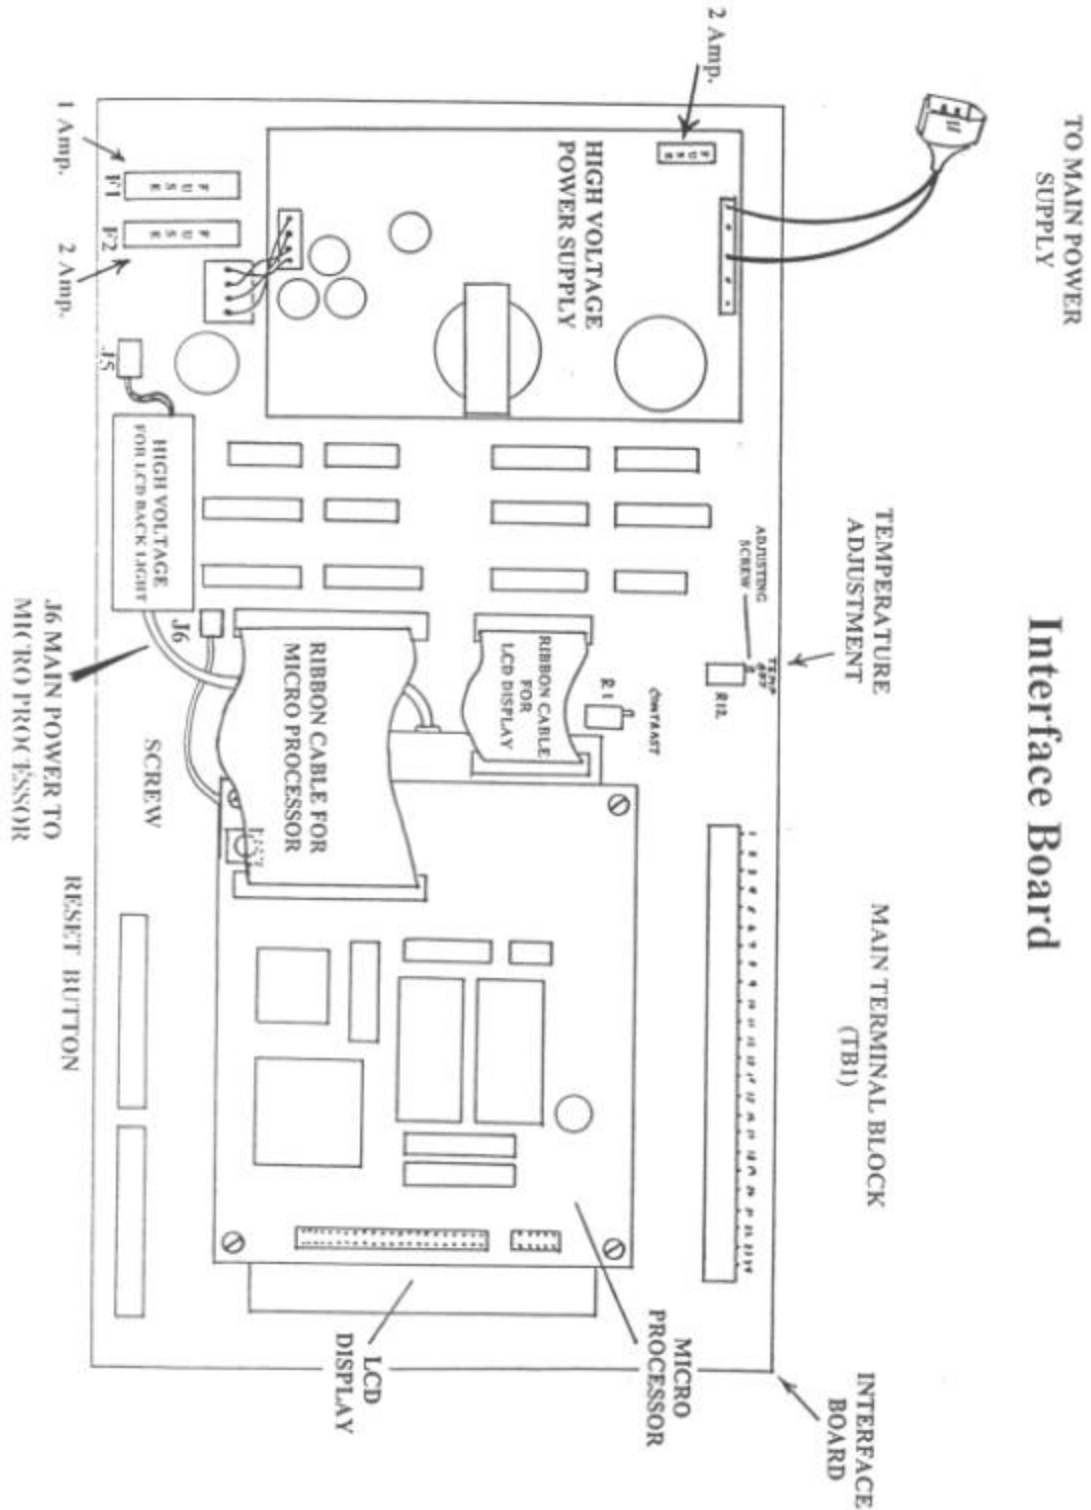 Interface Board
TO MAIN POWER
SUPPLY
TEMPERATURE
ADJUSTMENT
MAIN TERMINAL BLOCK
(TB1)
INTERFACE
BOARD
2 Amp.
FUSE
HIGH VOLTAGE
POWER SUPPLY
ADJUSTING
SCREW
TEMP
R12
CONTRAST
R1
RIBBON CABLE
FOR
LCD DISPLAY
RIBBON CABLE FOR
MICRO PROCESSOR
MICRO
PROCESSOR
LCD
DISPLAY
FUSE
F1
1 Amp.
FUSE
F2
2 Amp.
J5
HIGH VOLTAGE
FOR LCD BACK LIGHT
J6
J6 MAIN POWER TO
MICRO PROCESSOR
SCREW
RESET BUTTON